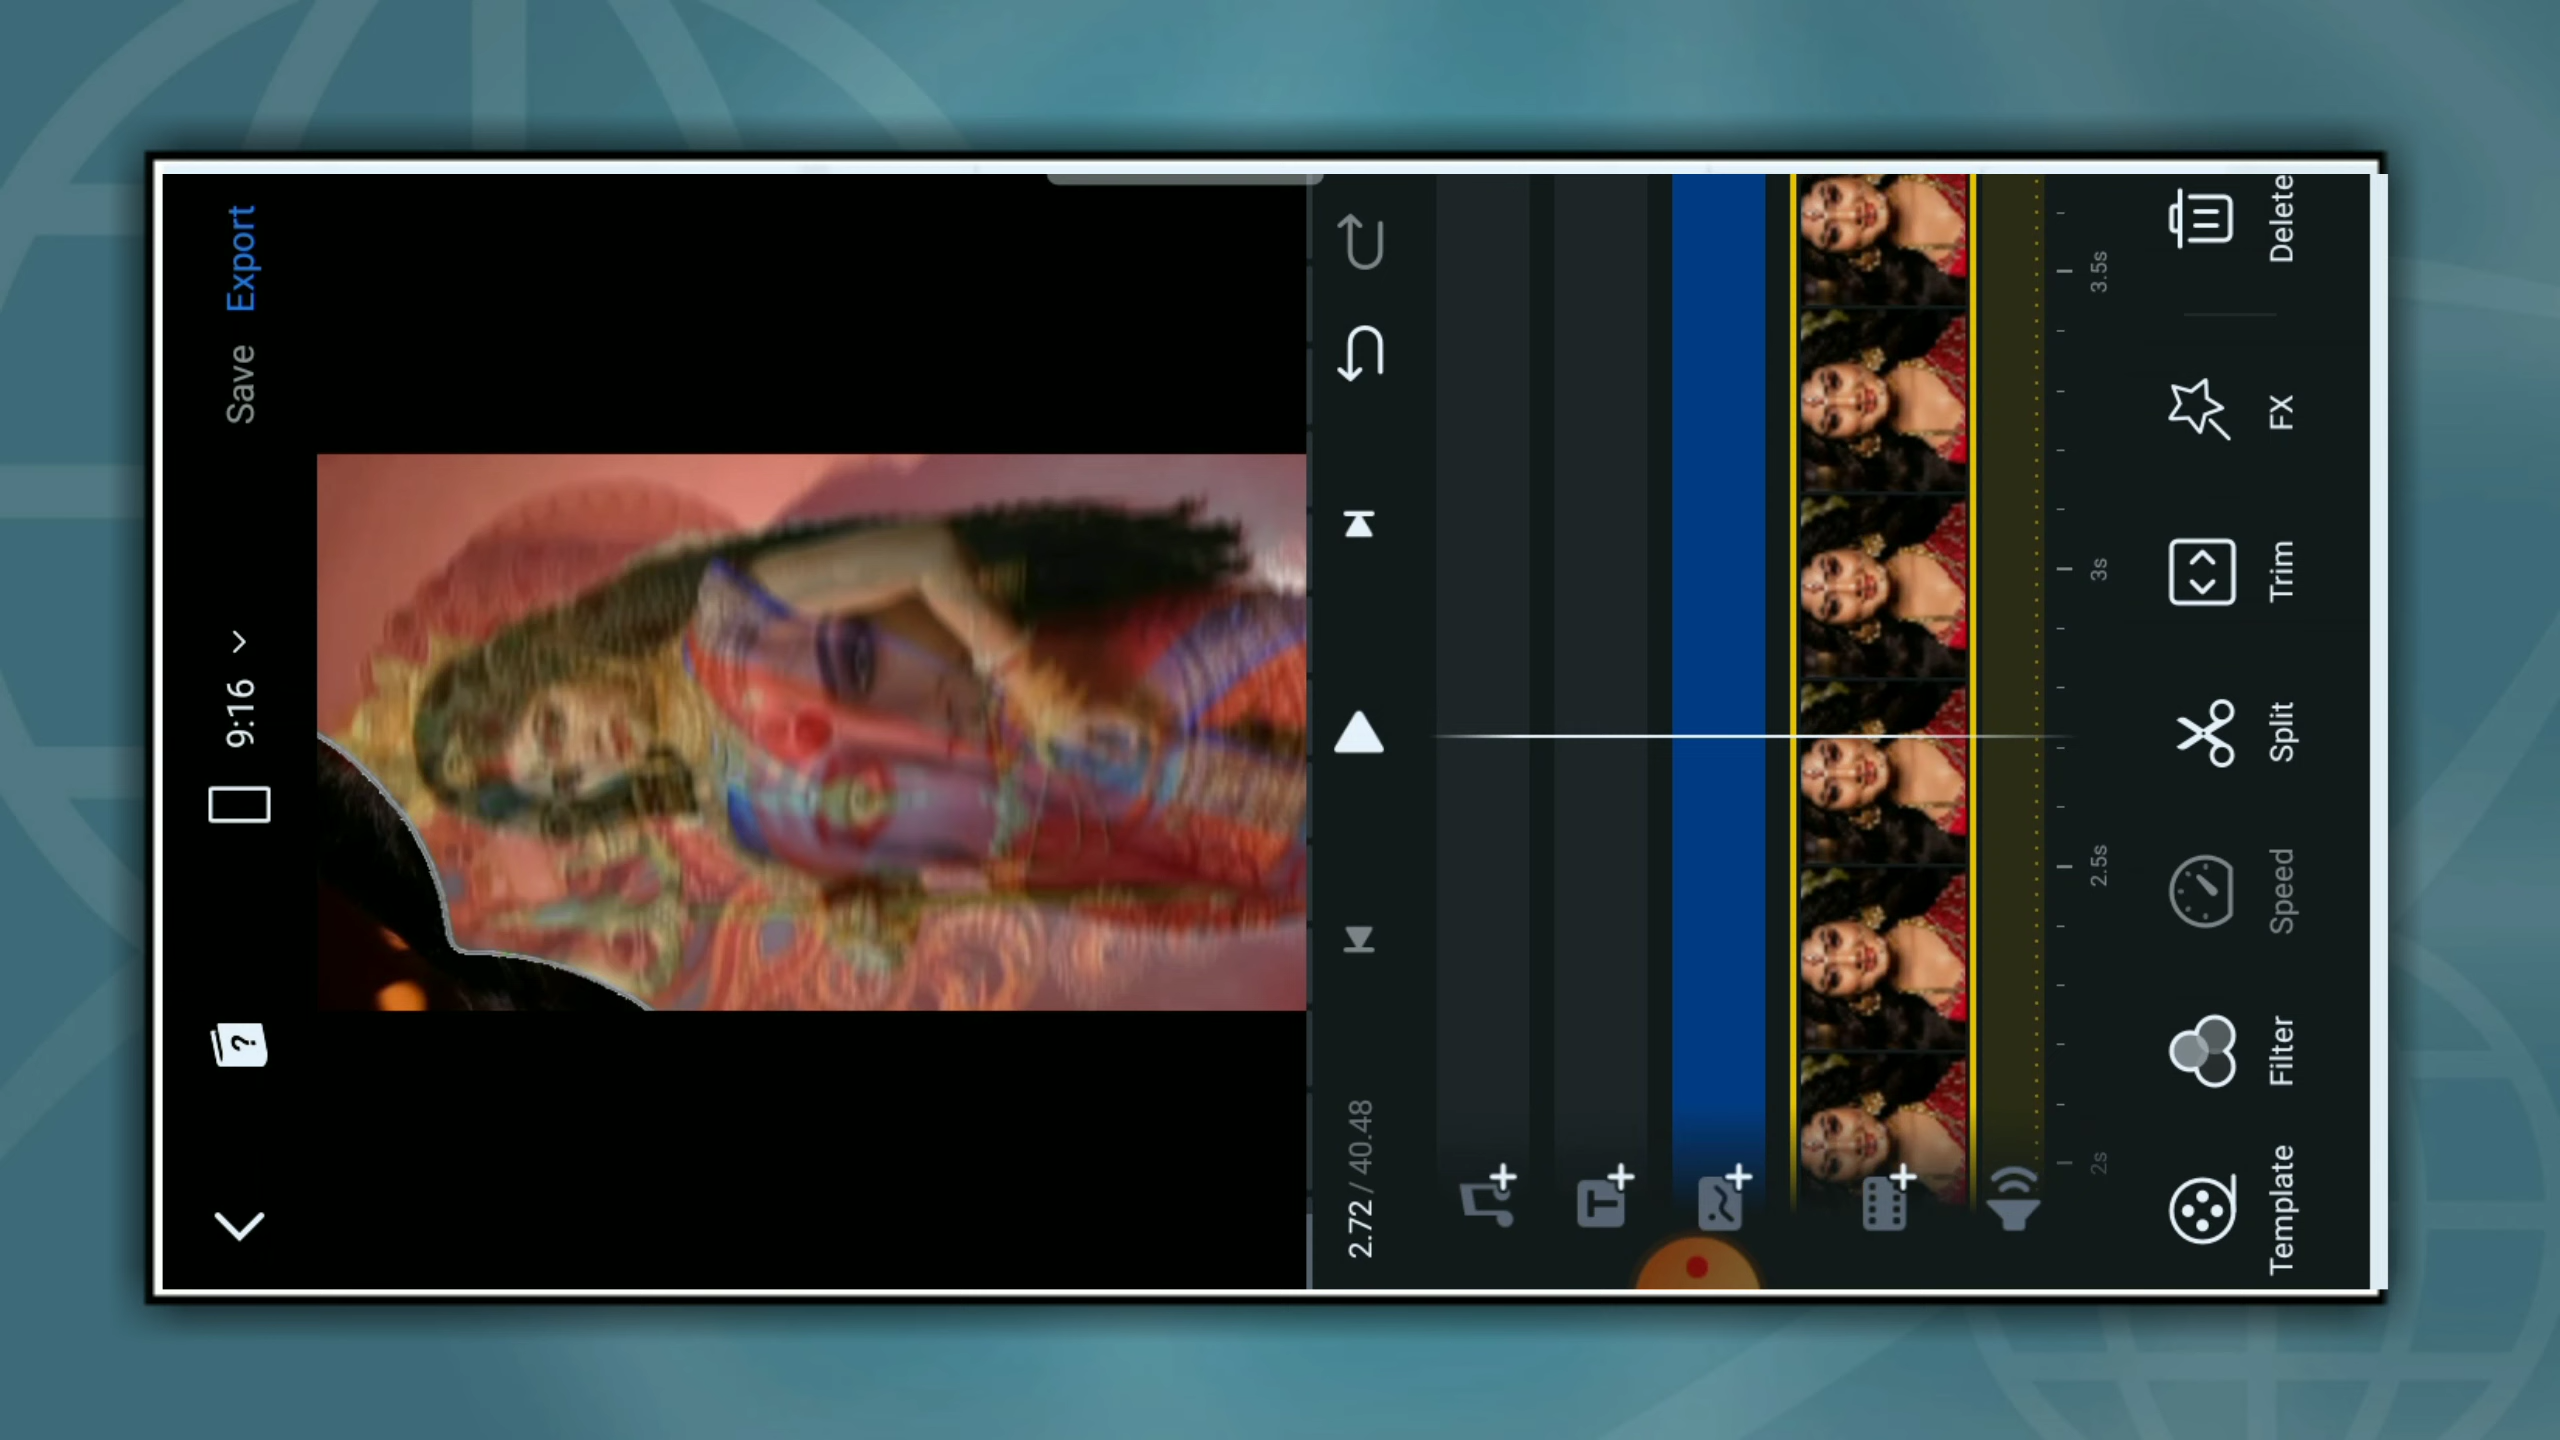 9:16
Save
Export
2.72 / 40.48
2s
2.5s
3s
3.5s
Template
Filter
Speed
Split
Trim
FX
Delete